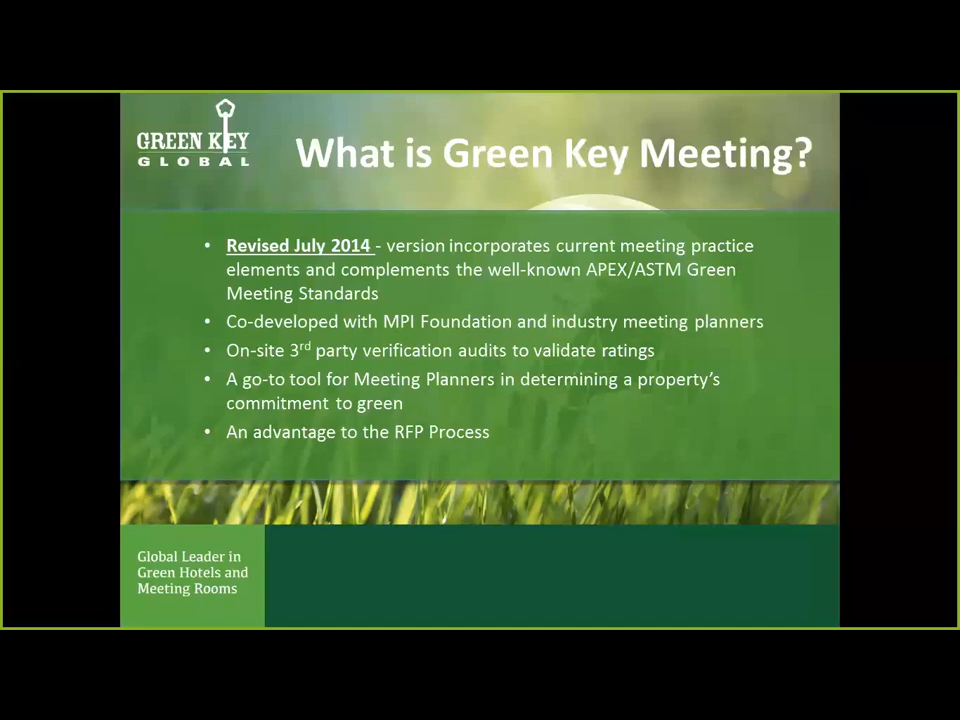 GREEN KEY
GLOBAL
What is Green Key Meeting?
• Revised July 2014 - version incorporates current meeting practice
elements and complements the well-known APEX/ASTM Green
Meeting Standards
• Co-developed with MPI Foundation and industry meeting planners
• On-site 3rd party verification audits to validate ratings
• A go-to tool for Meeting Planners in determining a property's
commitment to green
• An advantage to the RFP Process
Global Leader in
Green Hotels and
Meeting Rooms